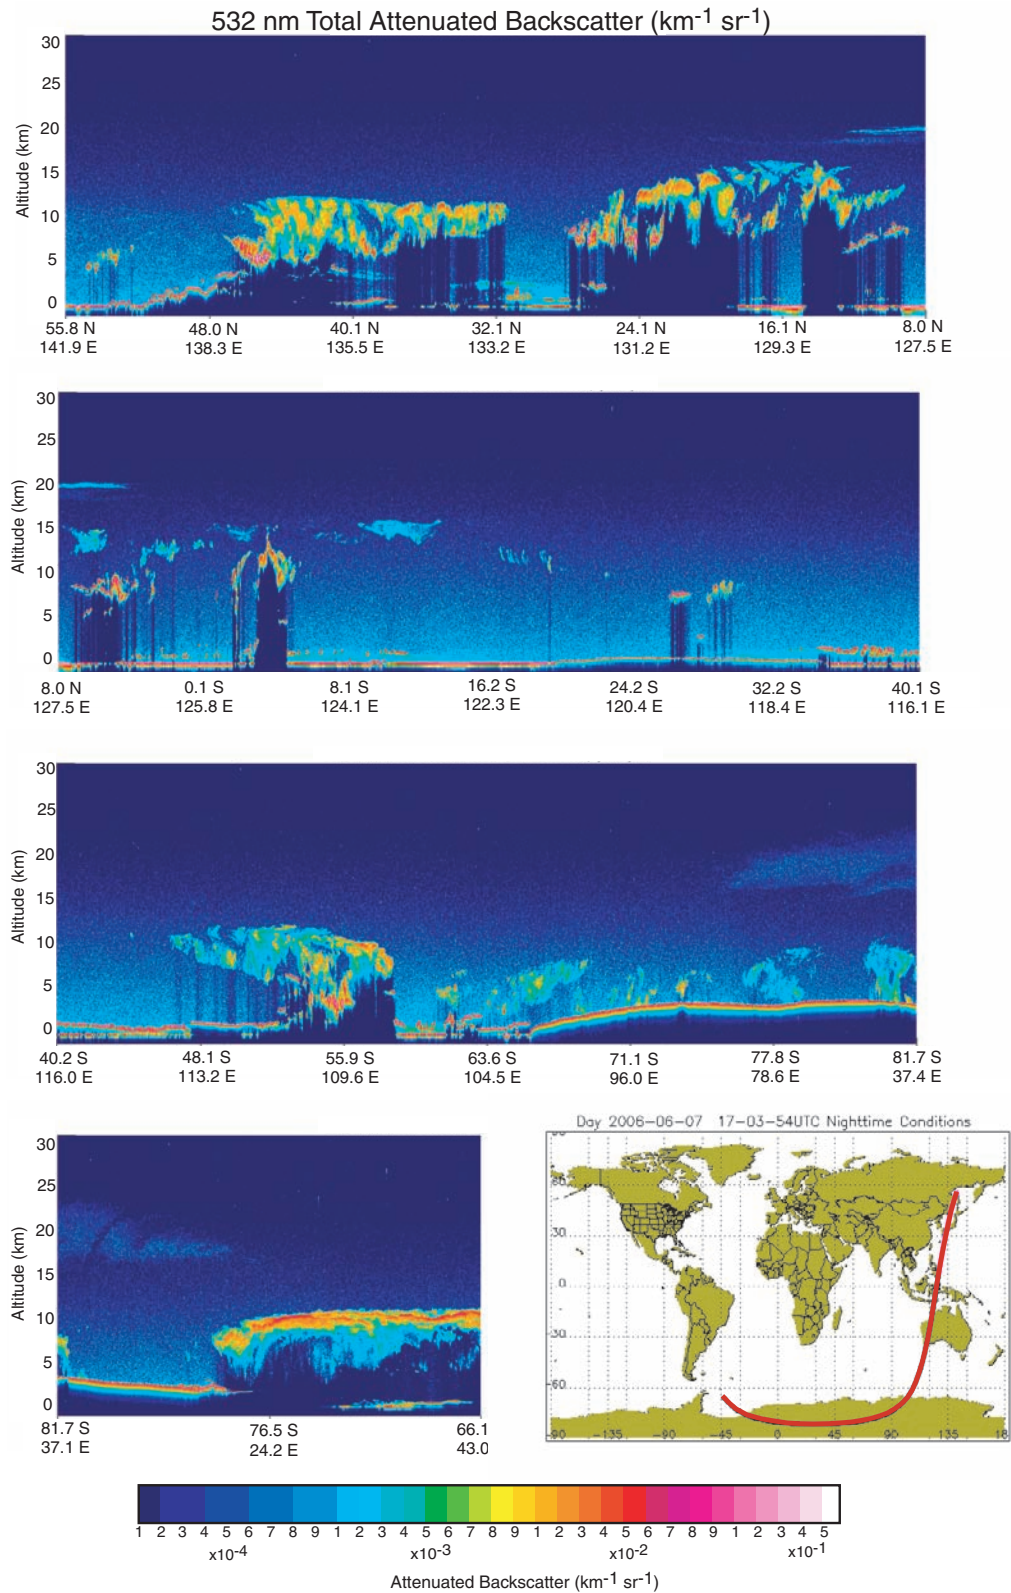 532 nm Total Attenuated Backscatter (km-1 sr-1)
30
25
20
15
10
5
0
Altitude (km)
55.8 N 48.0 N 40.1 N 32.1 N 24.1 N 16.1 N 8.0 N
141.9 E 138.3 E 135.5 E 133.2 E 131.2 E 129.3 E 127.5 E
30
25
20
15
10
5
0
Altitude (km)
8.0 N 0.1 S 8.1 S 16.2 S 24.2 S 32.2 S 40.1 S
127.5 E 125.8 E 124.1 E 122.3 E 120.4 E 118.4 E 116.1 E
30
25
20
15
10
5
0
Altitude (km)
40.2 S 48.1 S 55.9 S 63.6 S 71.1 S 77.8 S 81.7 S
116.0 E 113.2 E 109.6 E 104.5 E 96.0 E 78.6 E 37.4 E
30
25
20
15
10
5
0
Altitude (km)
81.7 S 76.5 S 66.1
37.1 E 24.2 E 43.0
Day 2006-06-07 17-03-54UTC Nighttime Conditions
30
0
-30
-60
-135 -90 -45 0 45 90 135 18
1 2 3 4 5 6 7 8 9 1 2 3 4 5 6 7 8 9 1 2 3 4 5 6 7 8 9 1 2 3 4 5
x10-4 x10-3 x10-2 x10-1
Attenuated Backscatter (km-1 sr-1)